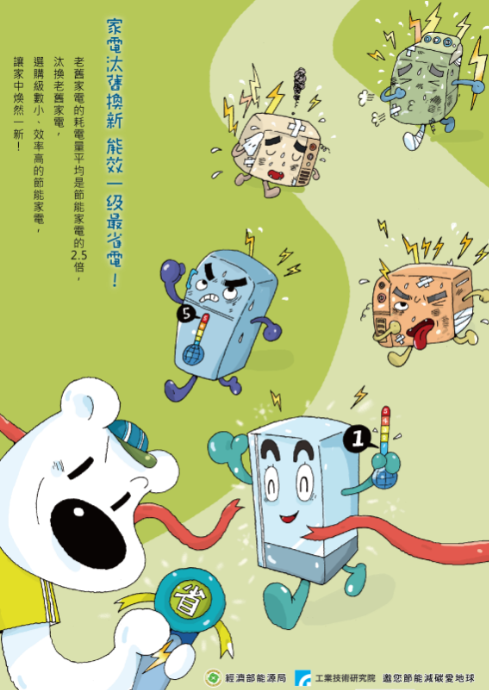 家電汰舊換新 能效一級最省電！
老舊家電的耗電量平均是節能家電的2.5倍，
汰換老舊家電，
選購級數小、效率高的節能家電，
讓家中煥然一新！
5
1
5
省
經濟部能源局 工業技術研究院 邀您節能減碳愛地球